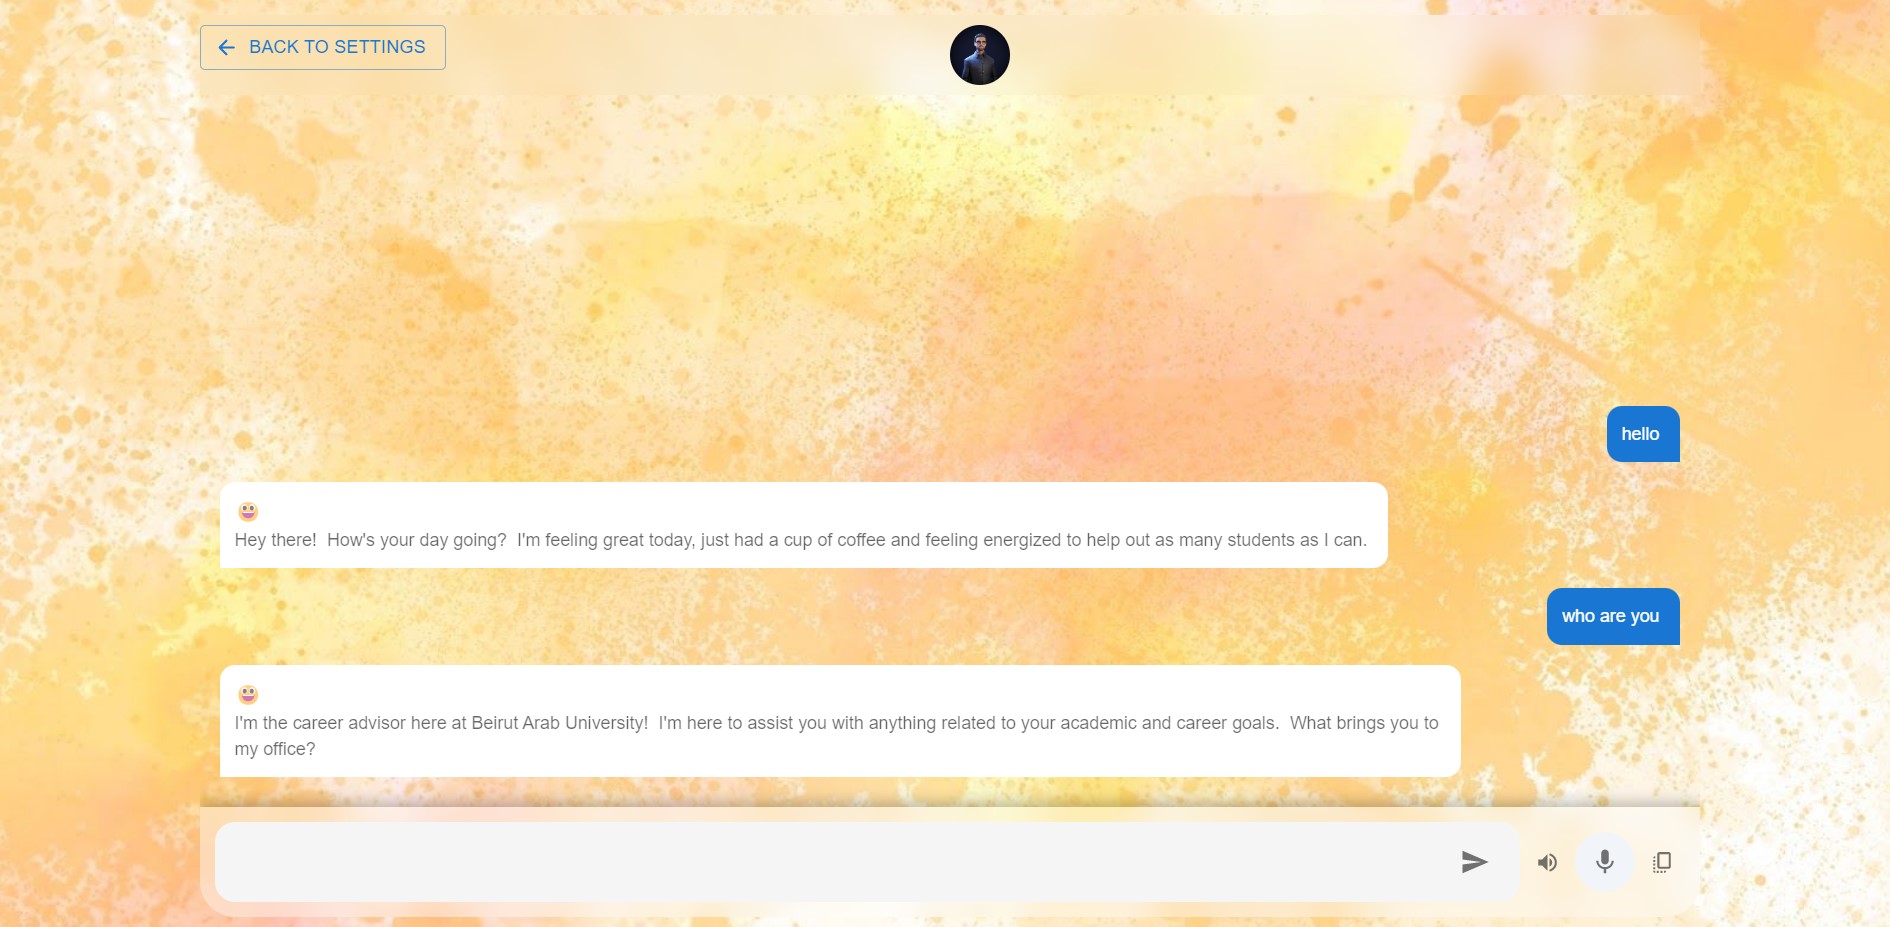 BACK TO SETTINGS
hello
Hey there!  How's your day going?  I'm feeling great today, just had a cup of coffee and feeling energized to help out as many students as I can.
who are you
I'm the career advisor here at Beirut Arab University!  I'm here to assist you with anything related to your academic and career goals.  What brings you to
my office?